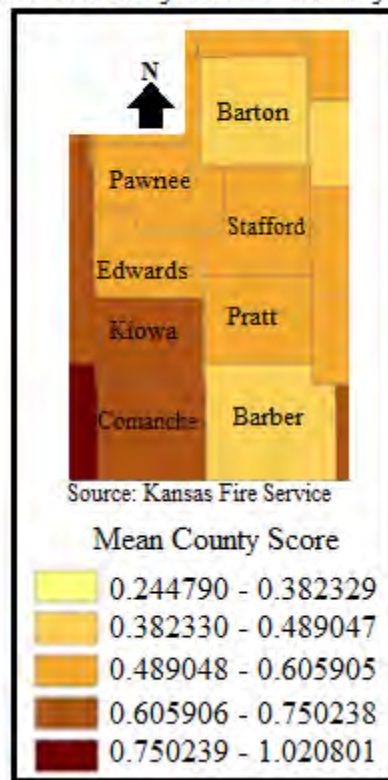 N
Barton
Pawnee
Stafford
Edwards
Kiowa
Pratt
Comanche
Barber
Source: Kansas Fire Service
Mean County Score
0.244790 - 0.382329
0.382330 - 0.489047
0.489048 - 0.605905
0.605906 - 0.750238
0.750239 - 1.020801